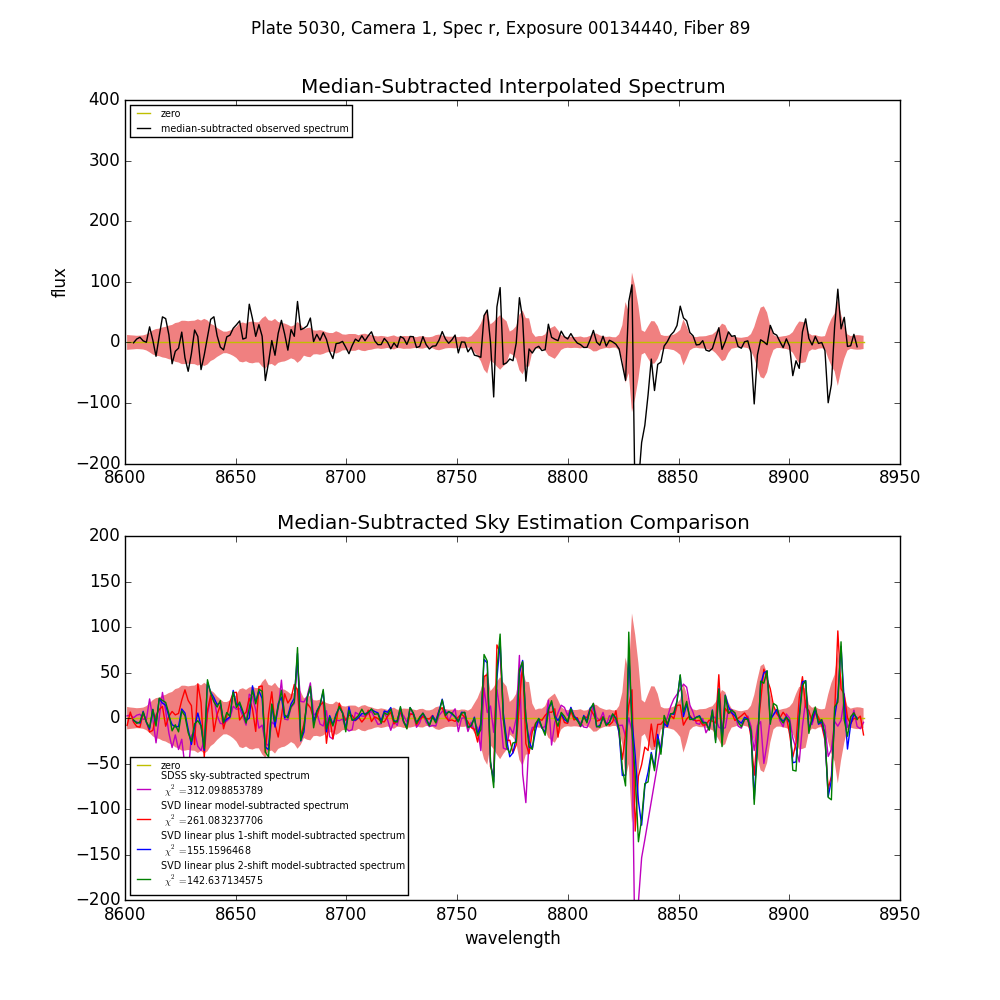 Plate 5030, Camera 1, Spec r, Exposure 00134440, Fiber 89
Median-Subtracted Interpolated Spectrum
zero
median-subtracted observed spectrum
400
300
200
100
0
−100
−200
flux
8600 8650 8700 8750 8800 8850 8900 8950
Median-Subtracted Sky Estimation Comparison
200
150
100
50
0
−50
−100
−150
−200
zero
SDSS sky-subtracted spectrum
χ² =312.098853789
SVD linear model-subtracted spectrum
χ² =261.083237706
SVD linear plus 1-shift model-subtracted spectrum
χ² =155.1596468
SVD linear plus 2-shift model-subtracted spectrum
χ² =142.637134575
8600 8650 8700 8750 8800 8850 8900 8950
wavelength